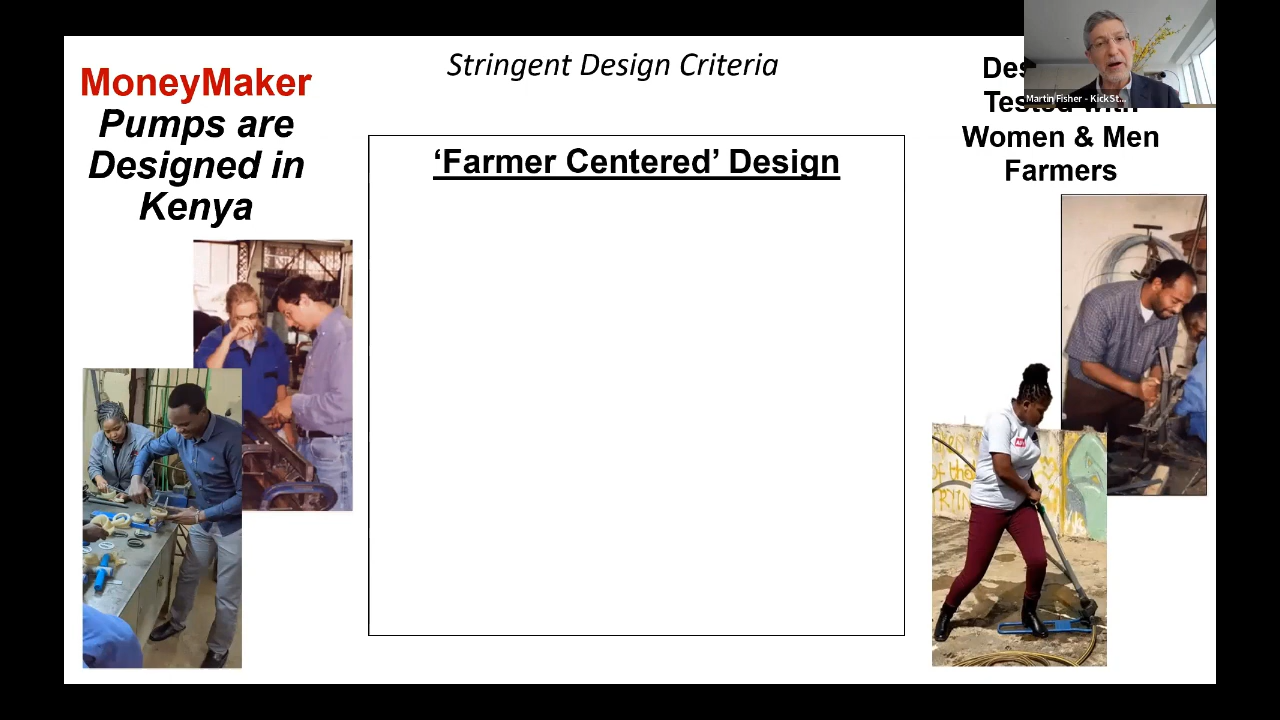 Stringent Design Criteria
MoneyMaker
Pumps are
Designed in
Kenya
‘Farmer Centered’ Design
Women & Men
Farmers
Martin Fisher - KickSt...